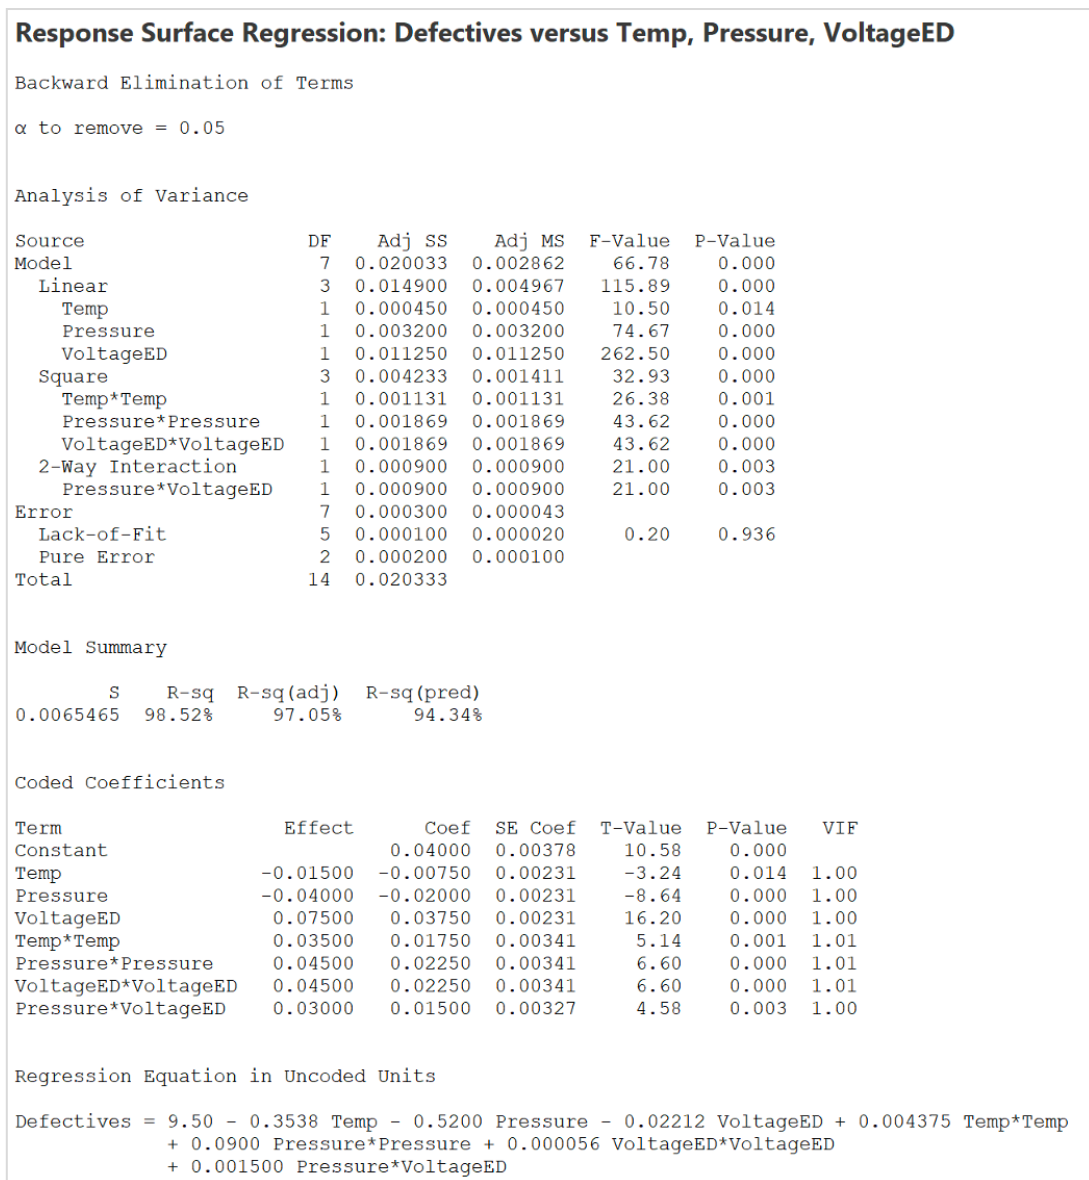 Response Surface Regression: Defectives versus Temp, Pressure, VoltageED
Backward Elimination of Terms
α to remove = 0.05
Analysis of Variance
Source DF Adj SS Adj MS F-Value P-Value
Model 7 0.020033 0.002862 66.78 0.000
Linear 3 0.014900 0.004967 115.89 0.000
Temp 1 0.000450 0.000450 10.50 0.014
Pressure 1 0.003200 0.003200 74.67 0.000
VoltageED 1 0.011250 0.011250 262.50 0.000
Square 3 0.004233 0.001411 32.93 0.000
Temp*Temp 1 0.001131 0.001131 26.38 0.001
Pressure*Pressure 1 0.001869 0.001869 43.62 0.000
VoltageED*VoltageED 1 0.001869 0.001869 43.62 0.000
2-Way Interaction 1 0.000900 0.000900 21.00 0.003
Pressure*VoltageED 1 0.000900 0.000900 21.00 0.003
Error 7 0.000300 0.000043
Lack-of-Fit 5 0.000100 0.000020 0.20 0.936
Pure Error 2 0.000200 0.000100
Total 14 0.020333
Model Summary
S R-sq R-sq(adj) R-sq(pred)
0.0065465 98.52% 97.05% 94.34%
Coded Coefficients
Term Effect Coef SE Coef T-Value P-Value VIF
Constant 0.04000 0.00378 10.58 0.000
Temp -0.01500 -0.00750 0.00231 -3.24 0.014 1.00
Pressure -0.04000 -0.02000 0.00231 -8.64 0.000 1.00
VoltageED 0.07500 0.03750 0.00231 16.20 0.000 1.00
Temp*Temp 0.03500 0.01750 0.00341 5.14 0.001 1.01
Pressure*Pressure 0.04500 0.02250 0.00341 6.60 0.000 1.01
VoltageED*VoltageED 0.04500 0.02250 0.00341 6.60 0.000 1.01
Pressure*VoltageED 0.03000 0.01500 0.00327 4.58 0.003 1.00
Regression Equation in Uncoded Units
Defectives = 9.50 - 0.3538 Temp - 0.5200 Pressure - 0.02212 VoltageED + 0.004375 Temp*Temp
+ 0.0900 Pressure*Pressure + 0.000056 VoltageED*VoltageED
+ 0.001500 Pressure*VoltageED